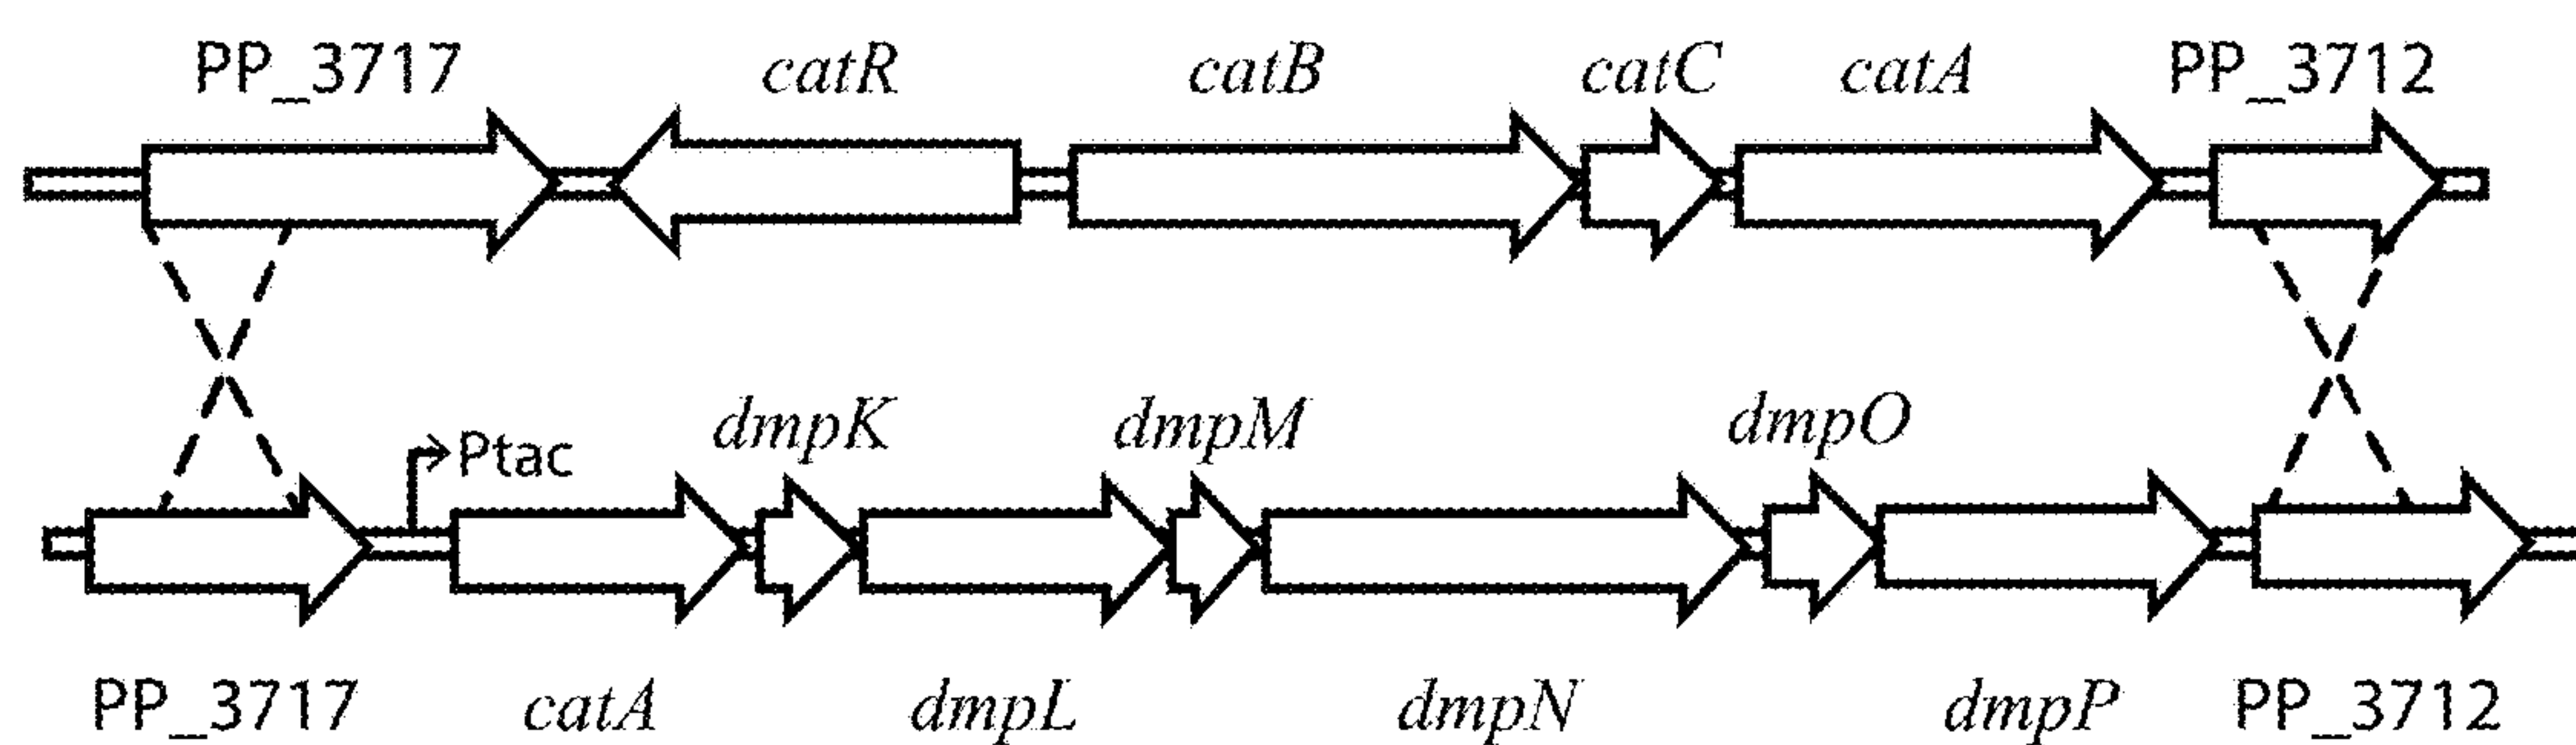 PP_3717 catR catB catC catA PP_3712
dmpK dmpM dmpO
Ptac
PP_3717 catA dmpL dmpN dmpP PP_3712